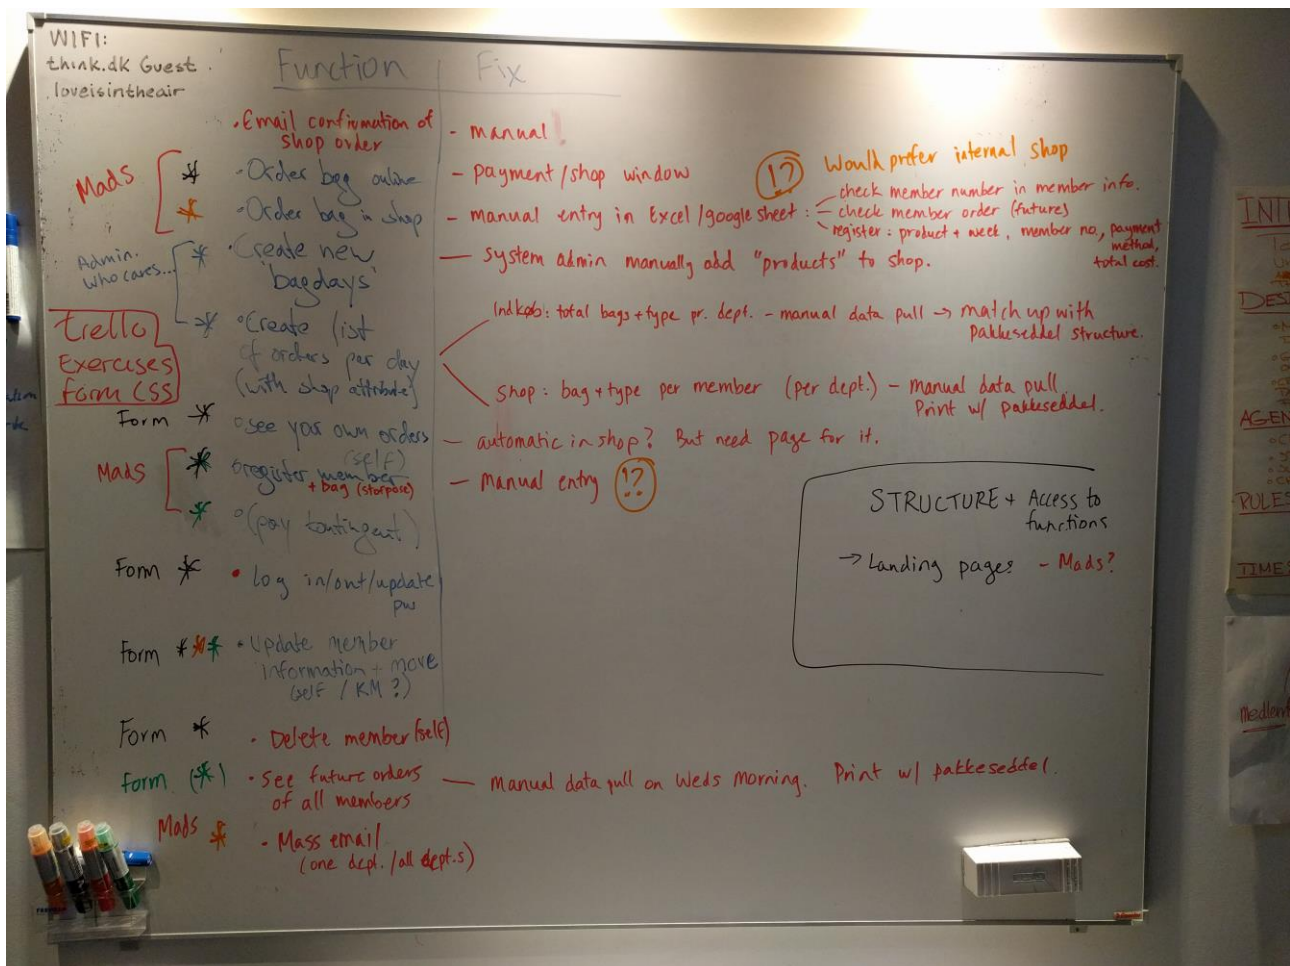 WIFI:
think.dk Guest
loveisintheair
Function | Fix
• Email confirmation of
shop order
- manual!
Mads
* • Order bag online
- payment/shop window
* • Order bag in shop
- manual entry in Excel/google sheet:
!? Would prefer internal shop
- check member number in member info.
- check member order (future)
- register: product + week, member no., payment
method,
total cost.
Admin.
who cares...
* • Create new
'bagdays'
- system admin manually add "products" to shop.
* • Create list
of orders per day
(with shop attribute)
Indkøb: total bags + type pr. dept. - manual data pull → match up with
pakkeseddel structure.
Shop: bag + type per member (per dept.) - manual data pull.
Print w/ pakkeseddel.
trello
Exercises
form CSS
Form * • see your own orders
- automatic in shop? But need page for it.
Mads
(self)
* • register member
+ bag (storpose)
- manual entry !?
* • (pay kontingent)
Form * • Log in/out/update
pw
Form *** • Update member
information + move
(self / KM?)
Form * • Delete member (self)
form (*) • See future orders
of all members
- Manual data pull on Weds morning. Print w/ pakkeseddel.
Mads * • Mass email
(one dept. / all dept.s)
STRUCTURE + Access to
functions
→ Landing pages - Mads?
DES
AGEN
RULES
TIMES